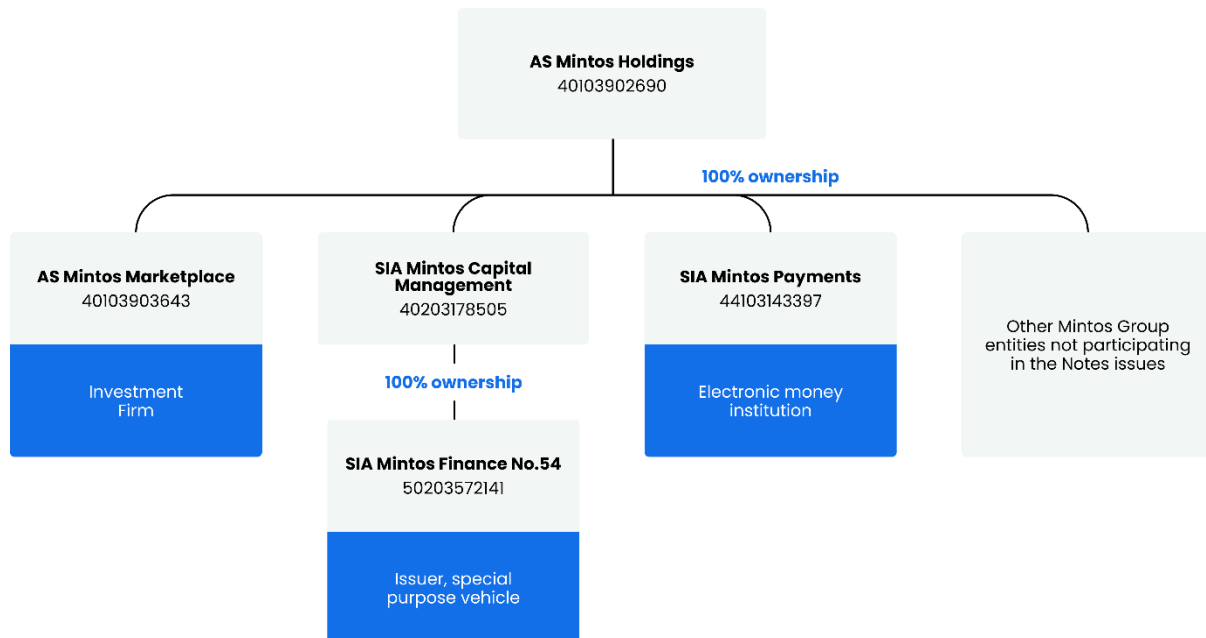 AS Mintos Holdings
40103902690
100% ownership
AS Mintos Marketplace
40103903643
Investment
Firm
SIA Mintos Capital
Management
40203178505
100% ownership
SIA Mintos Finance No.54
50203572141
Issuer, special
purpose vehicle
SIA Mintos Payments
44103143397
Electronic money
institution
Other Mintos Group
entities not participating
in the Notes issues